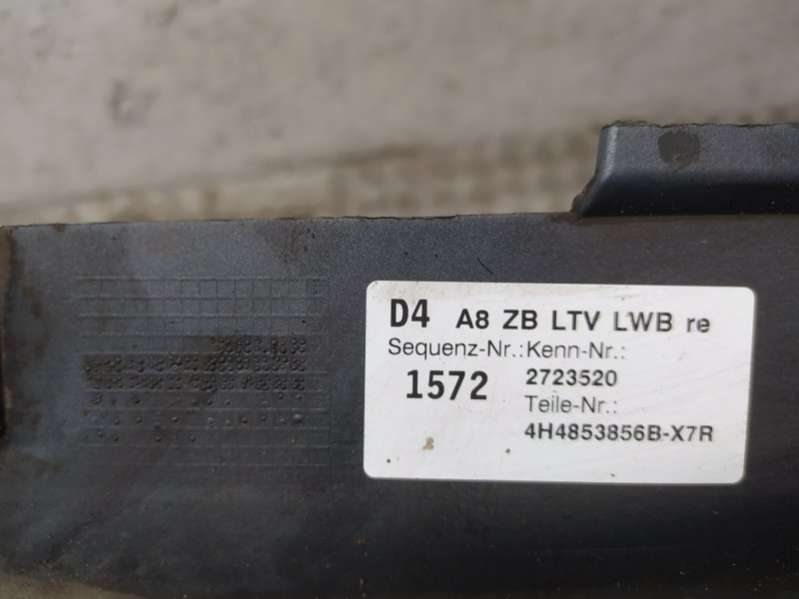 D4 A8 ZB LTV LWB re
Sequenz-Nr.: Kenn-Nr.:
1572 2723520
Teile-Nr.:
4H4853856B-X7R